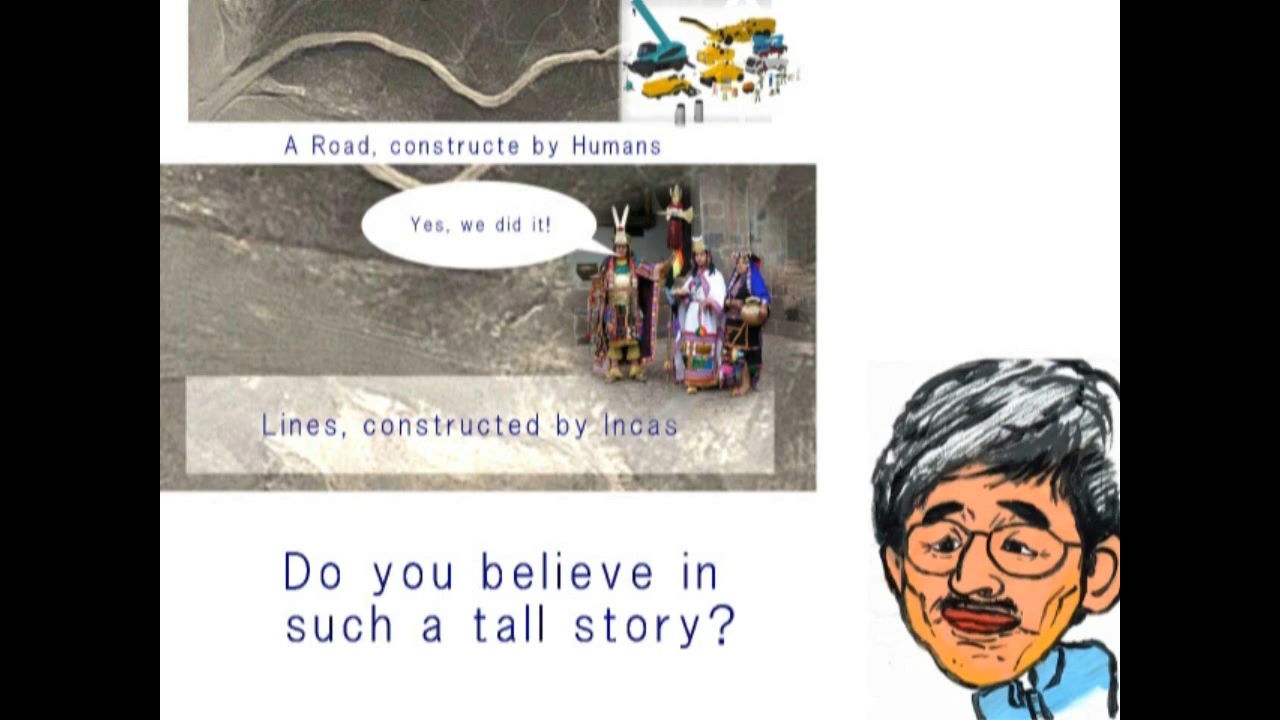 A Road, constructe by Humans
Yes, we did it!
Lines, constructed by Incas
Do you believe in
such a tall story?